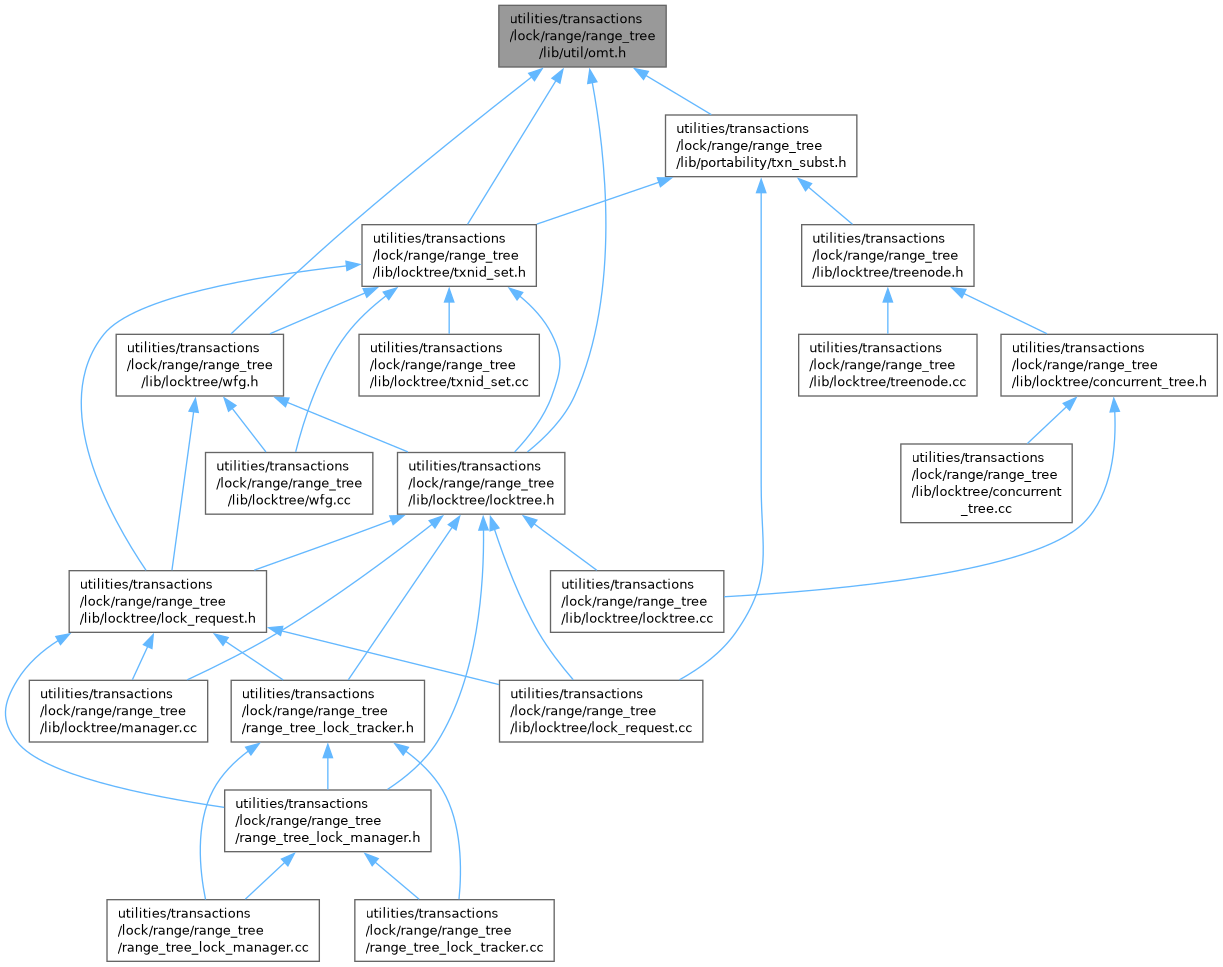 utilities/transactions
/lock/range/range_tree
/lib/util/omt.h
utilities/transactions
/lock/range/range_tree
/lib/portability/txn_subst.h
utilities/transactions
/lock/range/range_tree
/lib/locktree/txnid_set.h
utilities/transactions
/lock/range/range_tree
/lib/locktree/treenode.h
utilities/transactions
/lock/range/range_tree
/lib/locktree/wfg.h
utilities/transactions
/lock/range/range_tree
/lib/locktree/txnid_set.cc
utilities/transactions
/lock/range/range_tree
/lib/locktree/treenode.cc
utilities/transactions
/lock/range/range_tree
/lib/locktree/concurrent_tree.h
utilities/transactions
/lock/range/range_tree
/lib/locktree/wfg.cc
utilities/transactions
/lock/range/range_tree
/lib/locktree/locktree.h
utilities/transactions
/lock/range/range_tree
/lib/locktree/concurrent
_tree.cc
utilities/transactions
/lock/range/range_tree
/lib/locktree/lock_request.h
utilities/transactions
/lock/range/range_tree
/lib/locktree/locktree.cc
utilities/transactions
/lock/range/range_tree
/lib/locktree/manager.cc
utilities/transactions
/lock/range/range_tree
/range_tree_lock_tracker.h
utilities/transactions
/lock/range/range_tree
/lib/locktree/lock_request.cc
utilities/transactions
/lock/range/range_tree
/range_tree_lock_manager.h
utilities/transactions
/lock/range/range_tree
/range_tree_lock_manager.cc
utilities/transactions
/lock/range/range_tree
/range_tree_lock_tracker.cc